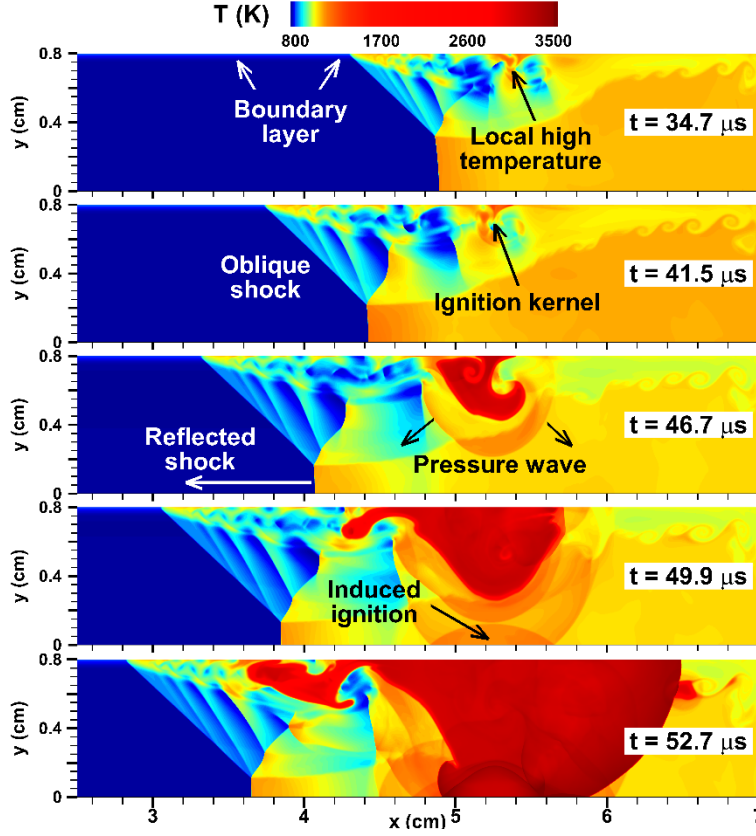 T (K)
800 1700 2600 3500
0.8
0.4
0
y (cm)
Boundary
layer
Local high
temperature
t = 34.7 μs
0.8
0.4
0
y (cm)
Oblique
shock
Ignition kernel
t = 41.5 μs
0.8
0.4
0
y (cm)
Reflected
shock
Pressure wave
t = 46.7 μs
0.8
0.4
0
y (cm)
Induced
ignition
t = 49.9 μs
0.8
0.4
0
y (cm)
t = 52.7 μs
3 4 5 6 7
x (cm)